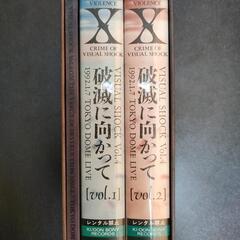 VIOLENCE
X
CRIME OF
VISUAL SHOCK
VISUAL SHOCK Vol.4
破滅に向かって
1992.1.7 TOKYO DOME LIVE
[vol.1]
レンタル禁止
KI/OON SONY
RECORDS
VIOLENCE
X
CRIME OF
VISUAL SHOCK
VISUAL SHOCK Vol.4
破滅に向かって
1992.1.7 TOKYO DOME LIVE
[vol.2]
レンタル禁止
KI/OON SONY
RECORDS